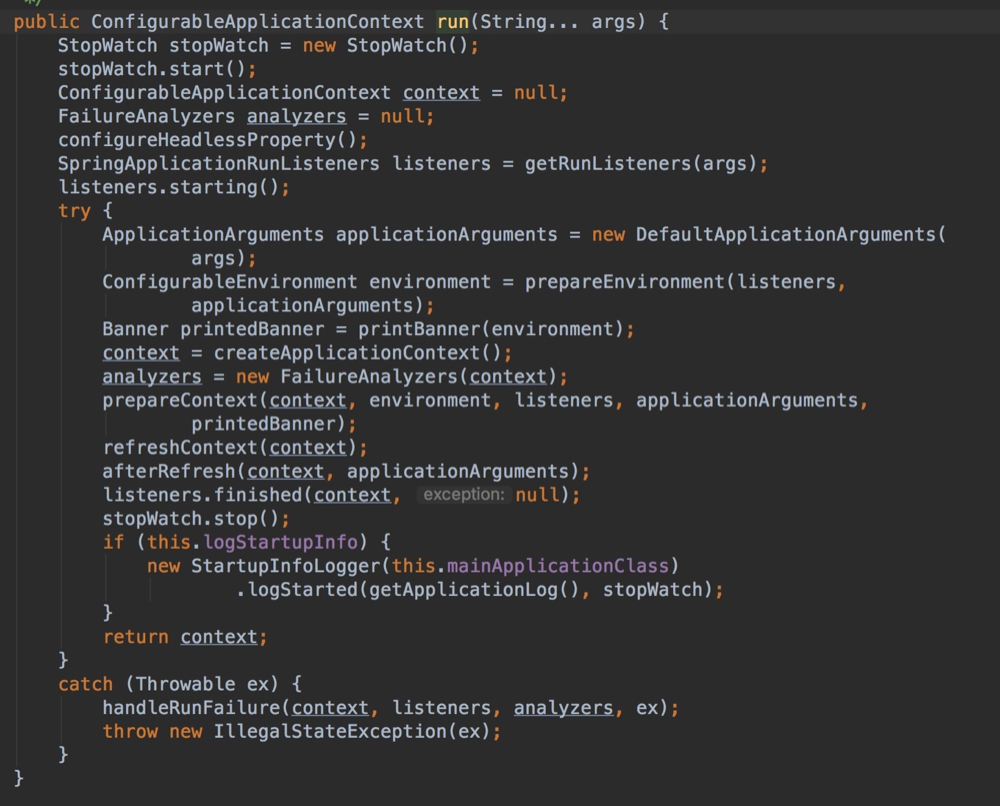 */
public ConfigurableApplicationContext run(String... args) {
    StopWatch stopWatch = new StopWatch();
    stopWatch.start();
    ConfigurableApplicationContext context = null;
    FailureAnalyzers analyzers = null;
    configureHeadlessProperty();
    SpringApplicationRunListeners listeners = getRunListeners(args);
    listeners.starting();
    try {
        ApplicationArguments applicationArguments = new DefaultApplicationArguments(
                args);
        ConfigurableEnvironment environment = prepareEnvironment(listeners,
                applicationArguments);
        Banner printedBanner = printBanner(environment);
        context = createApplicationContext();
        analyzers = new FailureAnalyzers(context);
        prepareContext(context, environment, listeners, applicationArguments,
                printedBanner);
        refreshContext(context);
        afterRefresh(context, applicationArguments);
        listeners.finished(context, exception: null);
        stopWatch.stop();
        if (this.logStartupInfo) {
            new StartupInfoLogger(this.mainApplicationClass)
                    .logStarted(getApplicationLog(), stopWatch);
        }
        return context;
    }
    catch (Throwable ex) {
        handleRunFailure(context, listeners, analyzers, ex);
        throw new IllegalStateException(ex);
    }
}